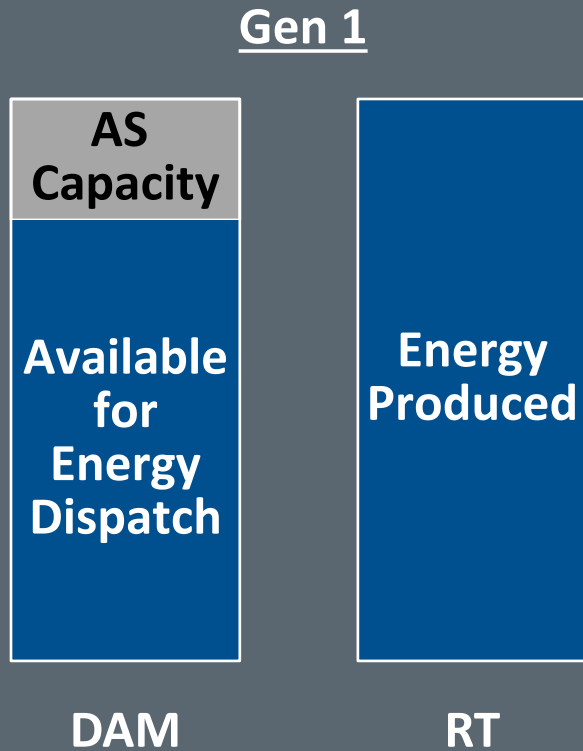 Gen 1
AS
Capacity
Available
for
Energy
Dispatch
Energy
Produced
DAM
RT